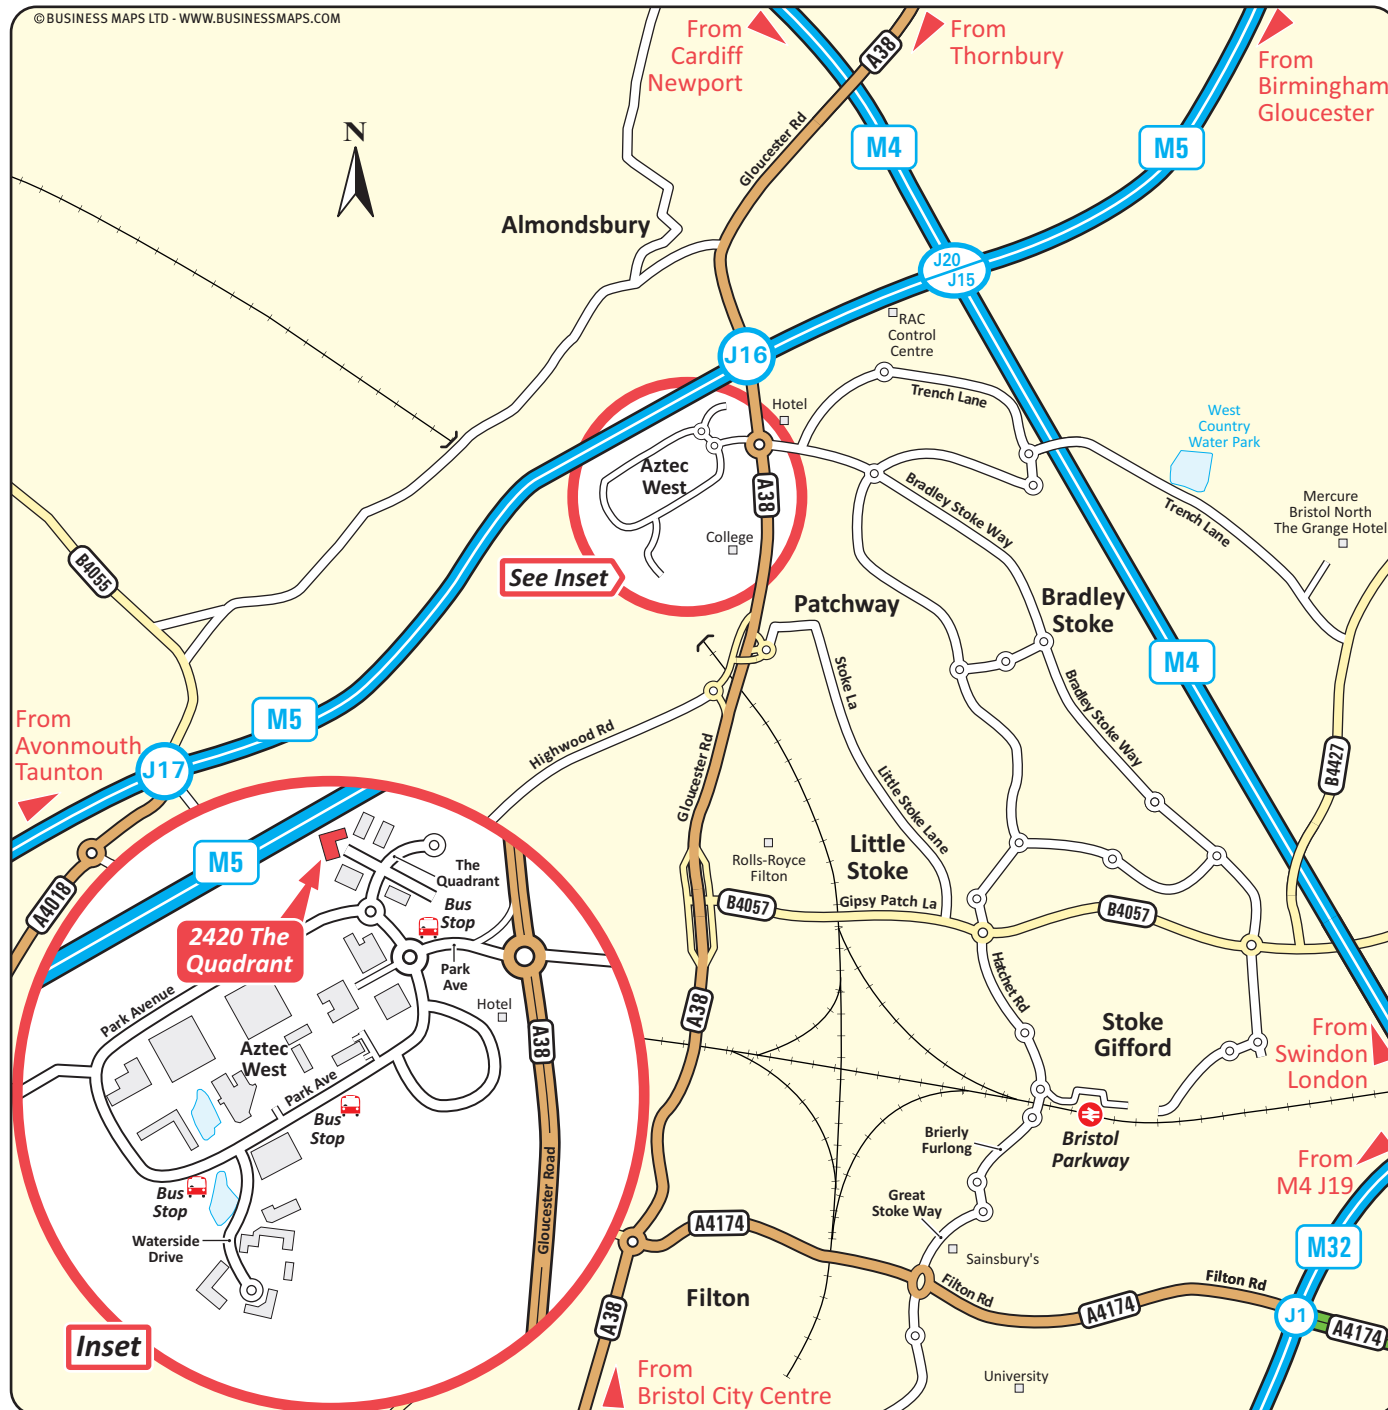 ©BUSINESS MAPS LTD - WWW.BUSINESSMAPS.COM
From
Cardiff
Newport
A38
From
Thornbury
From
Birmingham
Gloucester
N
Gloucester Rd
M4
M5
Almondsbury
J20
J15
RAC
Control
Centre
J16
Trench Lane
Hotel
West
Country
Water Park
Aztec
West
A38
Bradley Stoke Way
Trench Lane
Mercure
Bristol North
The Grange Hotel
College
See Inset
B4055
Patchway
Bradley
Stoke
Stoke La
M4
Bradley Stoke Way
M5
From
Avonmouth
Taunton
J17
Highwood Rd
Gloucester Rd
Little Stoke Lane
B4427
Rolls-Royce
Filton
Little
Stoke
B4057
Gipsy Patch La
B4057
A4018
M5
The
Quadrant
Bus
Stop
2420 The
Quadrant
Park
Ave
Hotel
Park Avenue
Aztec
West
A38
Park Ave
Bus
Stop
Bus
Stop
Waterside
Drive
Gloucester Road
Inset
A38
Hatchet Rd
Stoke
Gifford
From
Swindon
London
Bristol
Parkway
Brierly
Furlong
From
M4 J19
Great
Stoke Way
A4174
Sainsbury's
M32
Filton
Filton Rd
Filton Rd
A4174
J1
A4174
A38
From
Bristol City Centre
University